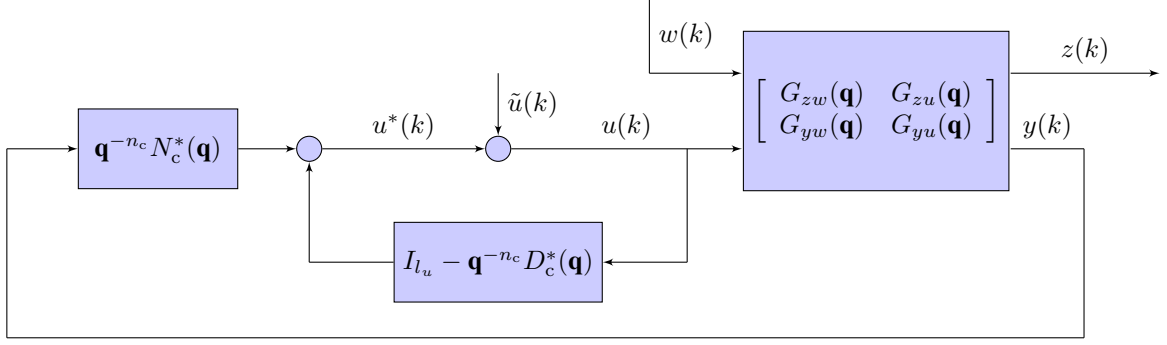 w(k)
z(k)
[ G_{zw}(𝐪) G_{zu}(𝐪)
G_{yw}(𝐪) G_{yu}(𝐪) ]
ũ(k)
u*(k)
u(k)
y(k)
𝐪^{−n_c} N_c^*(𝐪)
I_{l_u} − 𝐪^{−n_c} D_c^*(𝐪)